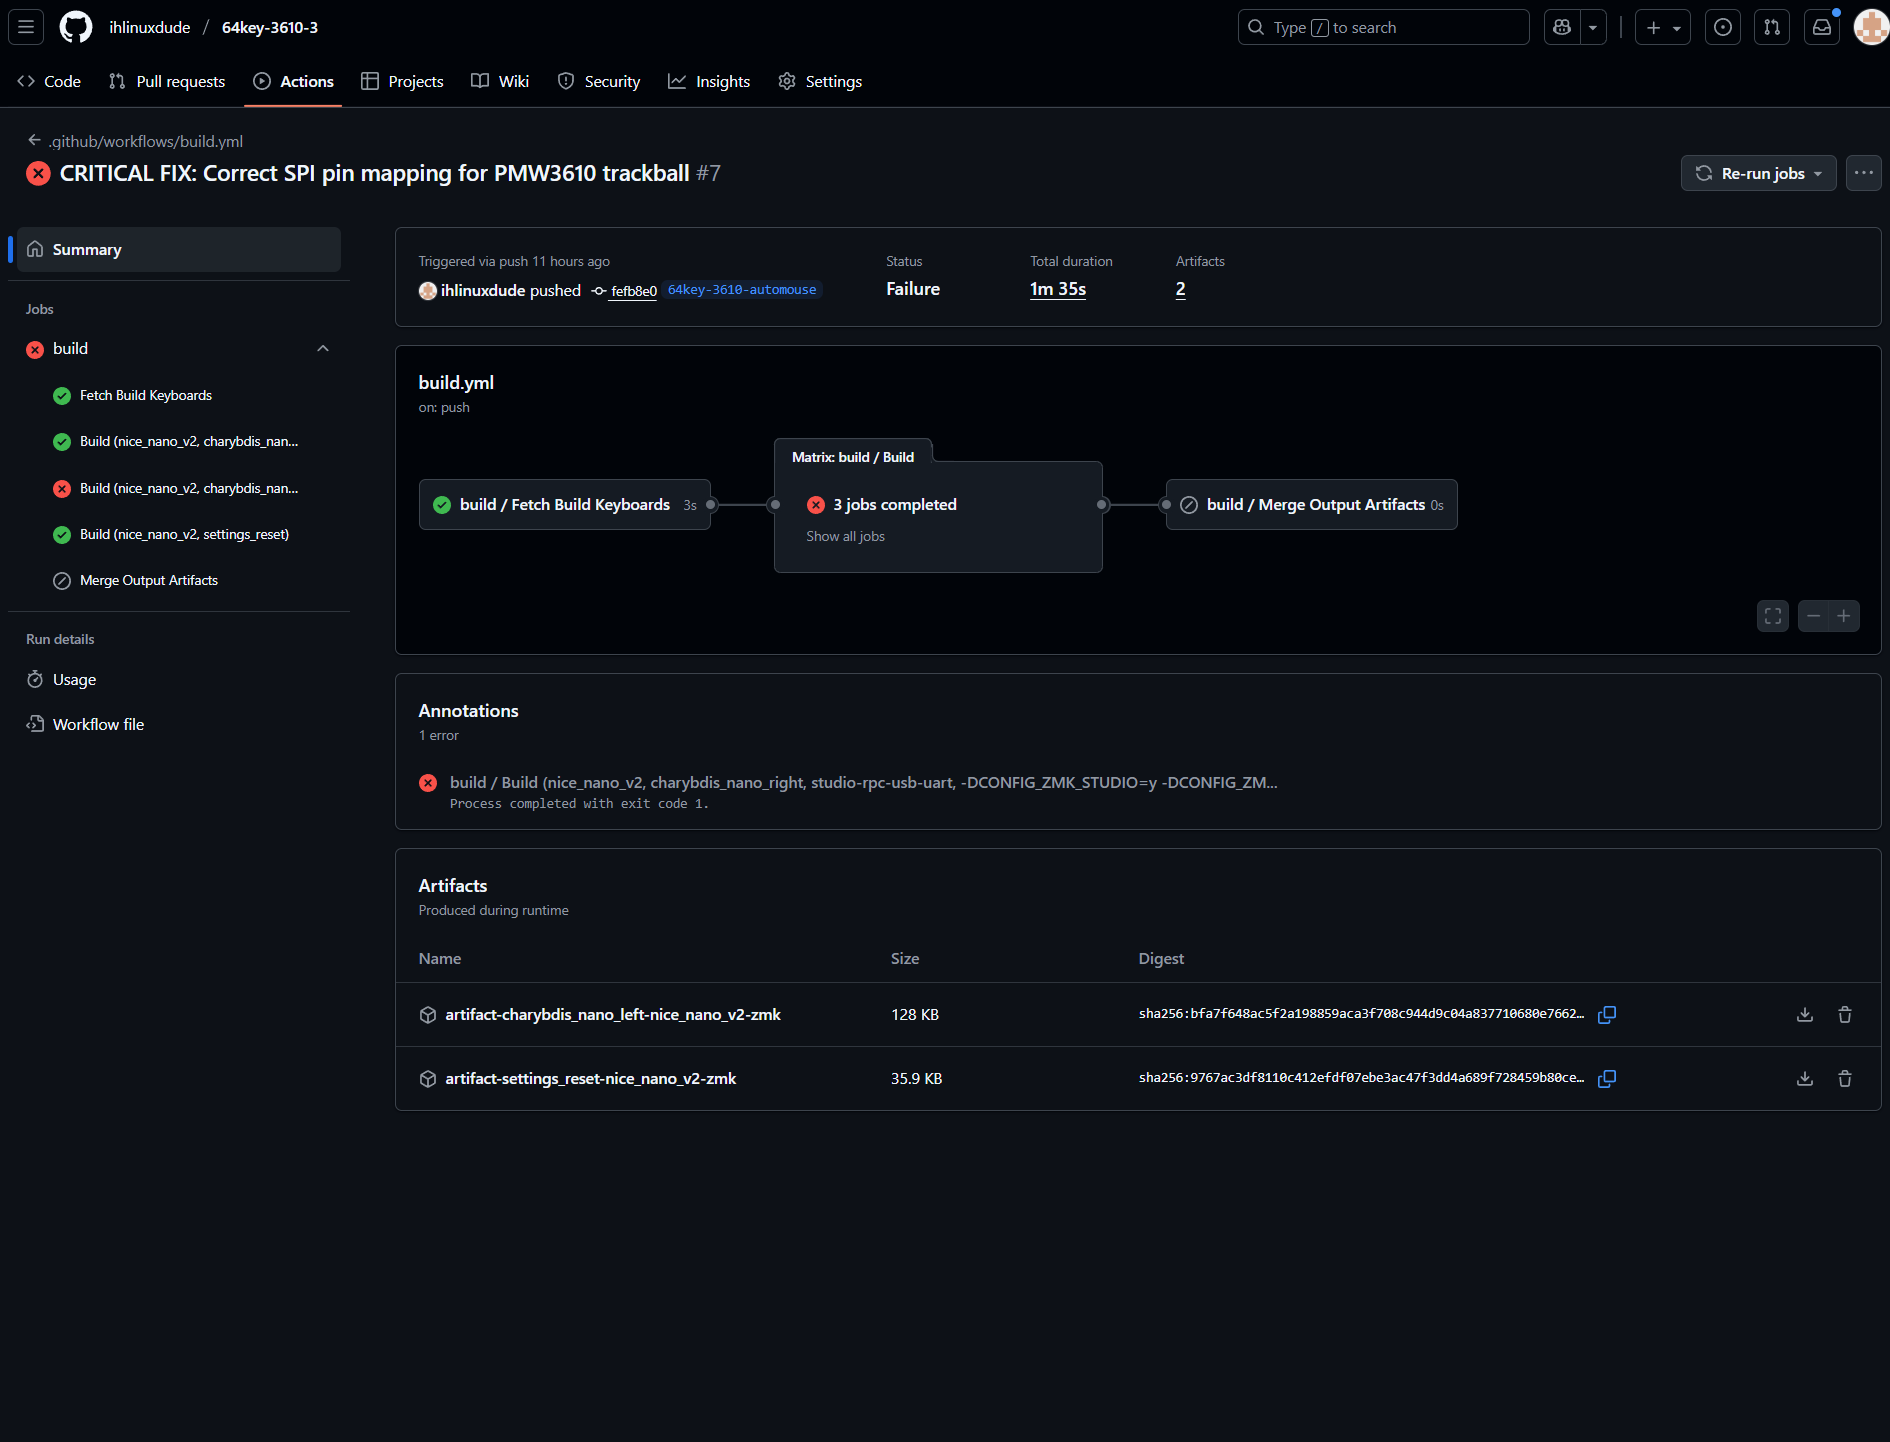 ihlinuxdude / 64key-3610-3
Type / to search
Code
Pull requests
Actions
Projects
Wiki
Security
Insights
Settings
.github/workflows/build.yml
CRITICAL FIX: Correct SPI pin mapping for PMW3610 trackball #7
Re-run jobs
Summary
Jobs
build
Fetch Build Keyboards
Build (nice_nano_v2, charybdis_nan...
Build (nice_nano_v2, charybdis_nan...
Build (nice_nano_v2, settings_reset)
Merge Output Artifacts
Run details
Usage
Workflow file
Triggered via push 11 hours ago
ihlinuxdude pushed fefb8e0 64key-3610-automouse
Status
Failure
Total duration
1m 35s
Artifacts
2
build.yml
on: push
build / Fetch Build Keyboards 3s
Matrix: build / Build
3 jobs completed
Show all jobs
build / Merge Output Artifacts 0s
Annotations
1 error
build / Build (nice_nano_v2, charybdis_nano_right, studio-rpc-usb-uart, -DCONFIG_ZMK_STUDIO=y -DCONFIG_ZM...
Process completed with exit code 1.
Artifacts
Produced during runtime
Name Size Digest
artifact-charybdis_nano_left-nice_nano_v2-zmk 128 KB sha256:bfa7f648ac5f2a198859aca3f708c944d9c04a837710680e7662…
artifact-settings_reset-nice_nano_v2-zmk 35.9 KB sha256:9767ac3df8110c412efdf07ebe3ac47f3dd4a689f728459b80ce…